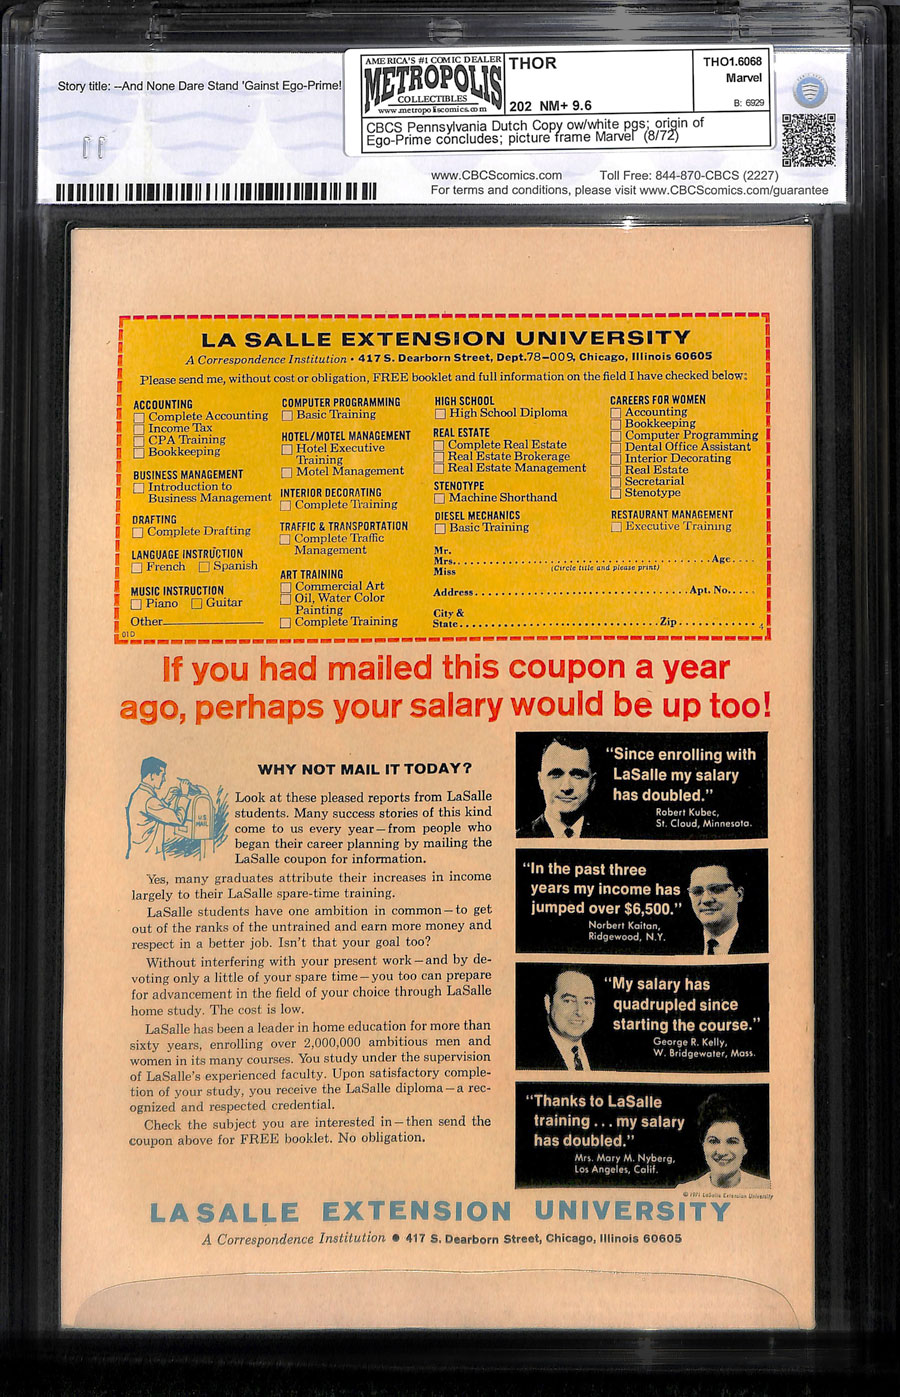 Story title: --And None Dare Stand 'Gainst Ego-Prime!
AMERICA'S #1 COMIC DEALER
METROPOLIS
COLLECTIBLES
www.metropoliscomics.com
THOR
202 NM+ 9.6
THO1.6068
Marvel
B: 6929
CBCS Pennsylvania Dutch Copy ow/white pgs; origin of
Ego-Prime concludes; picture frame Marvel (8/72)
www.CBCScomics.com Toll Free: 844-870-CBCS (2227)
For terms and conditions, please visit www.CBCScomics.com/guarantee
LA SALLE EXTENSION UNIVERSITY
A Correspondence Institution • 417 S. Dearborn Street, Dept.78-009, Chicago, Illinois 60605
Please send me, without cost or obligation, FREE booklet and full information on the field I have checked below:
ACCOUNTING
Complete Accounting
Income Tax
CPA Training
Bookkeeping
BUSINESS MANAGEMENT
Introduction to
Business Management
DRAFTING
Complete Drafting
LANGUAGE INSTRUCTION
French Spanish
MUSIC INSTRUCTION
Piano Guitar
Other
01D
COMPUTER PROGRAMMING
Basic Training
HOTEL/MOTEL MANAGEMENT
Hotel Executive
Training
Motel Management
INTERIOR DECORATING
Complete Training
TRAFFIC & TRANSPORTATION
Complete Traffic
Management
ART TRAINING
Commercial Art
Oil, Water Color
Painting
Complete Training
HIGH SCHOOL
High School Diploma
REAL ESTATE
Complete Real Estate
Real Estate Brokerage
Real Estate Management
STENOTYPE
Machine Shorthand
DIESEL MECHANICS
Basic Training
CAREERS FOR WOMEN
Accounting
Bookkeeping
Computer Programming
Dental Office Assistant
Interior Decorating
Real Estate
Secretarial
Stenotype
RESTAURANT MANAGEMENT
Executive Training
Mr.
Mrs. Age
Miss (Circle title and please print)
Address Apt. No.
City &
State Zip 4
If you had mailed this coupon a year
ago, perhaps your salary would be up too!
U.S.
MAIL
WHY NOT MAIL IT TODAY?
Look at these pleased reports from LaSalle
students. Many success stories of this kind
come to us every year—from people who
began their career planning by mailing the
LaSalle coupon for information.
Yes, many graduates attribute their increases in income
largely to their LaSalle spare-time training.
LaSalle students have one ambition in common—to get
out of the ranks of the untrained and earn more money and
respect in a better job. Isn't that your goal too?
Without interfering with your present work—and by de-
voting only a little of your spare time—you too can prepare
for advancement in the field of your choice through LaSalle
home study. The cost is low.
LaSalle has been a leader in home education for more than
sixty years, enrolling over 2,000,000 ambitious men and
women in its many courses. You study under the supervision
of LaSalle's experienced faculty. Upon satisfactory comple-
tion of your study, you receive the LaSalle diploma—a rec-
ognized and respected credential.
Check the subject you are interested in—then send the
coupon above for FREE booklet. No obligation.
"Since enrolling with
LaSalle my salary
has doubled."
Robert Kubec,
St. Cloud, Minnesota.
"In the past three
years my income has
jumped over $6,500."
Norbert Kaitan,
Ridgewood, N.Y.
"My salary has
quadrupled since
starting the course."
George R. Kelly,
W. Bridgewater, Mass.
"Thanks to LaSalle
training . . . my salary
has doubled."
Mrs. Mary M. Nyberg,
Los Angeles, Calif.
© 1971 LaSalle Extension University
LASALLE EXTENSION UNIVERSITY
A Correspondence Institution • 417 S. Dearborn Street, Chicago, Illinois 60605